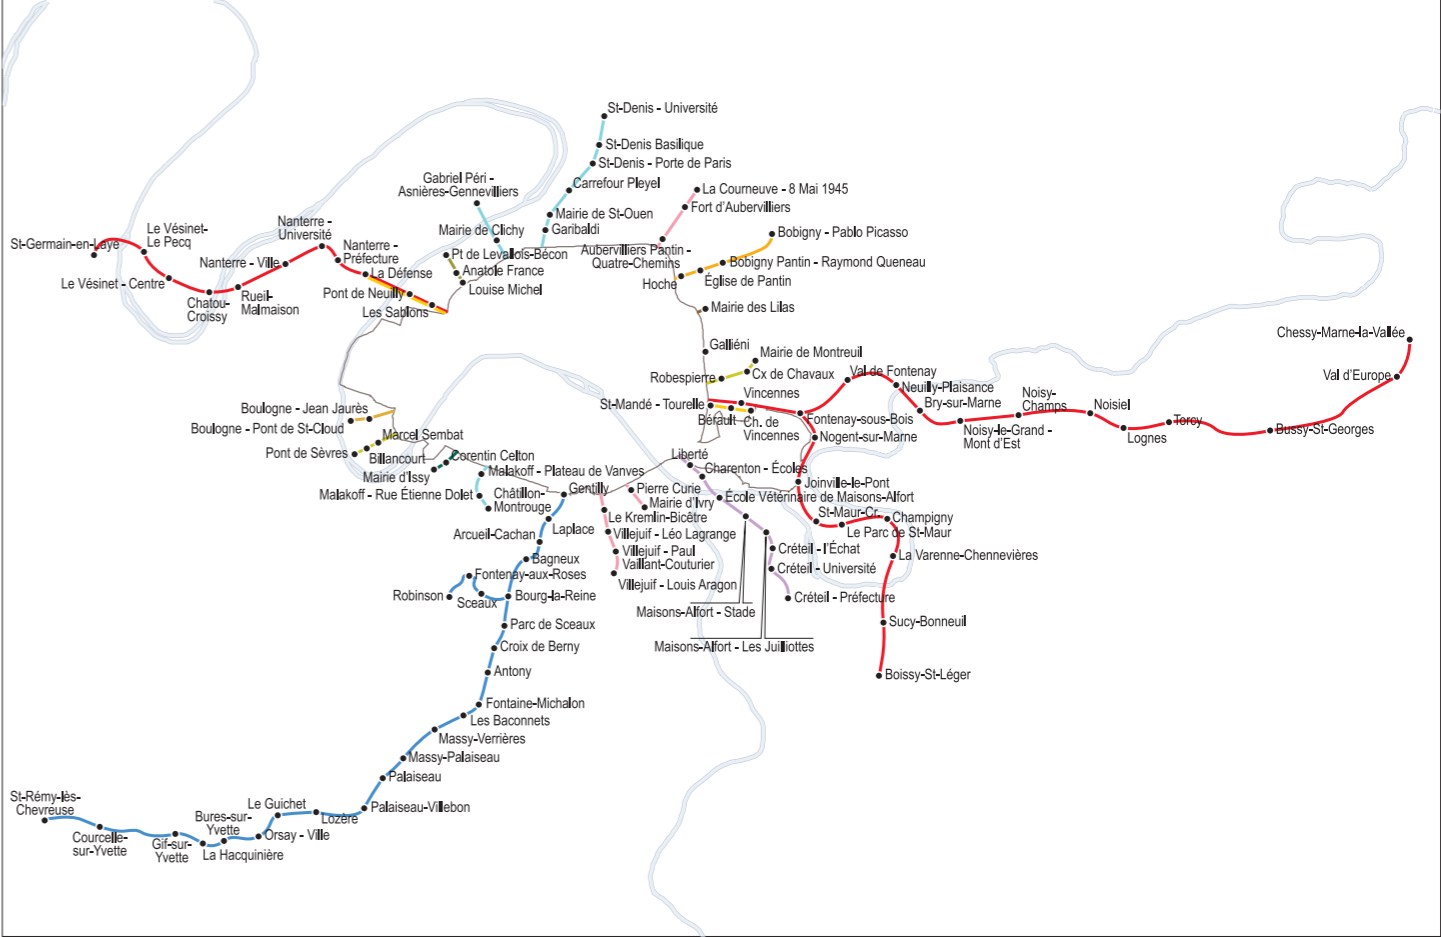 St-Denis - Université
St-Denis Basilique
St-Denis - Porte de Paris
Gabriel Péri -
Asnières-Gennevilliers
Carrefour Pleyel
La Courneuve - 8 Mai 1945
Fort d'Aubervilliers
Mairie de St-Ouen
Garibaldi
Mairie de Clichy
Bobigny - Pablo Picasso
Le Vésinet-
Le Pecq
Nanterre -
Université
St-Germain-en-Laye
Nanterre -
Préfecture
Pt de Levallois-Bécon
Aubervilliers Pantin -
Quatre-Chemins
Nanterre - Ville
La Défense
Anatole France
Bobigny Pantin - Raymond Queneau
Le Vésinet - Centre
Pont de Neuilly
Louise Michel
Hoche
Église de Pantin
Chatou-
Croissy
Rueil-
Malmaison
Les Sablons
Mairie des Lilas
Chessy-Marne-la-Vallée
Galliéni
Mairie de Montreuil
Robespierre
Cx de Chavaux
Val de Fontenay
Val d'Europe
Neuilly-Plaisance
Vincennes
Bry-sur-Marne
Noisy-
Champs
Noisiel
St-Mandé - Tourelle
Boulogne - Jean Jaurès
Bérault
Ch. de
Vincennes
Fontenay-sous-Bois
Noisy-le-Grand -
Mont d'Est
Lognes
Torcy
Bussy-St-Georges
Boulogne - Pont de St-Cloud
Marcel Sembat
Nogent-sur-Marne
Pont de Sèvres
Billancourt
Corentin Celton
Liberté
Mairie d'Issy
Malakoff - Plateau de Vanves
Charenton - Écoles
Malakoff - Rue Étienne Dolet
Châtillon-
Montrouge
Gentilly
Pierre Curie
Joinville-le-Pont
Mairie d'Ivry
École Vétérinaire de Maisons-Alfort
Le Kremlin-Bicêtre
St-Maur-Cr.
Champigny
Laplace
Arcueil-Cachan
Villejuif - Léo Lagrange
Le Parc de St-Maur
Villejuif - Paul
Vaillant-Couturier
Créteil - l'Échat
La Varenne-Chennevières
Bagneux
Créteil - Université
Fontenay-aux-Roses
Villejuif - Louis Aragon
Robinson
Sceaux
Bourg-la-Reine
Créteil - Préfecture
Maisons-Alfort - Stade
Parc de Sceaux
Sucy-Bonneuil
Croix de Berny
Maisons-Alfort - Les Juilliottes
Antony
Boissy-St-Léger
Fontaine-Michalon
Les Baconnets
Massy-Verrières
Massy-Palaiseau
Palaiseau
St-Rémy-lès-
Chevreuse
Le Guichet
Palaiseau-Villebon
Bures-sur-
Yvette
Lozère
Courcelle-
sur-Yvette
Gif-sur-
Yvette
Orsay - Ville
La Hacquinière